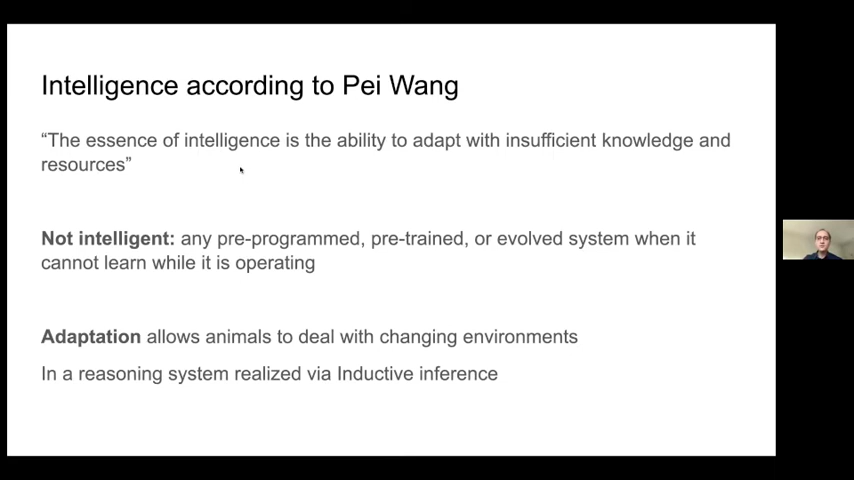 Intelligence according to Pei Wang
“The essence of intelligence is the ability to adapt with insufficient knowledge and
resources”
Not intelligent: any pre-programmed, pre-trained, or evolved system when it
cannot learn while it is operating
Adaptation allows animals to deal with changing environments
In a reasoning system realized via Inductive inference